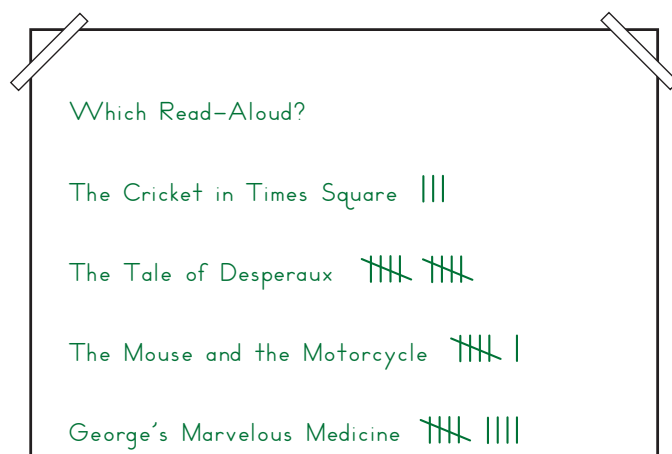 Which Read-Aloud?
The Cricket in Times Square
The Tale of Desperaux
The Mouse and the Motorcycle
George's Marvelous Medicine